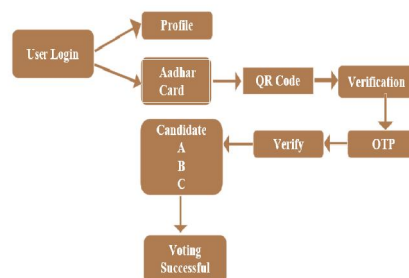 Profile
User Login
Aadhar
Card
QR Code
Verification
Candidate
A
B
C
Verify
OTP
Voting
Successful